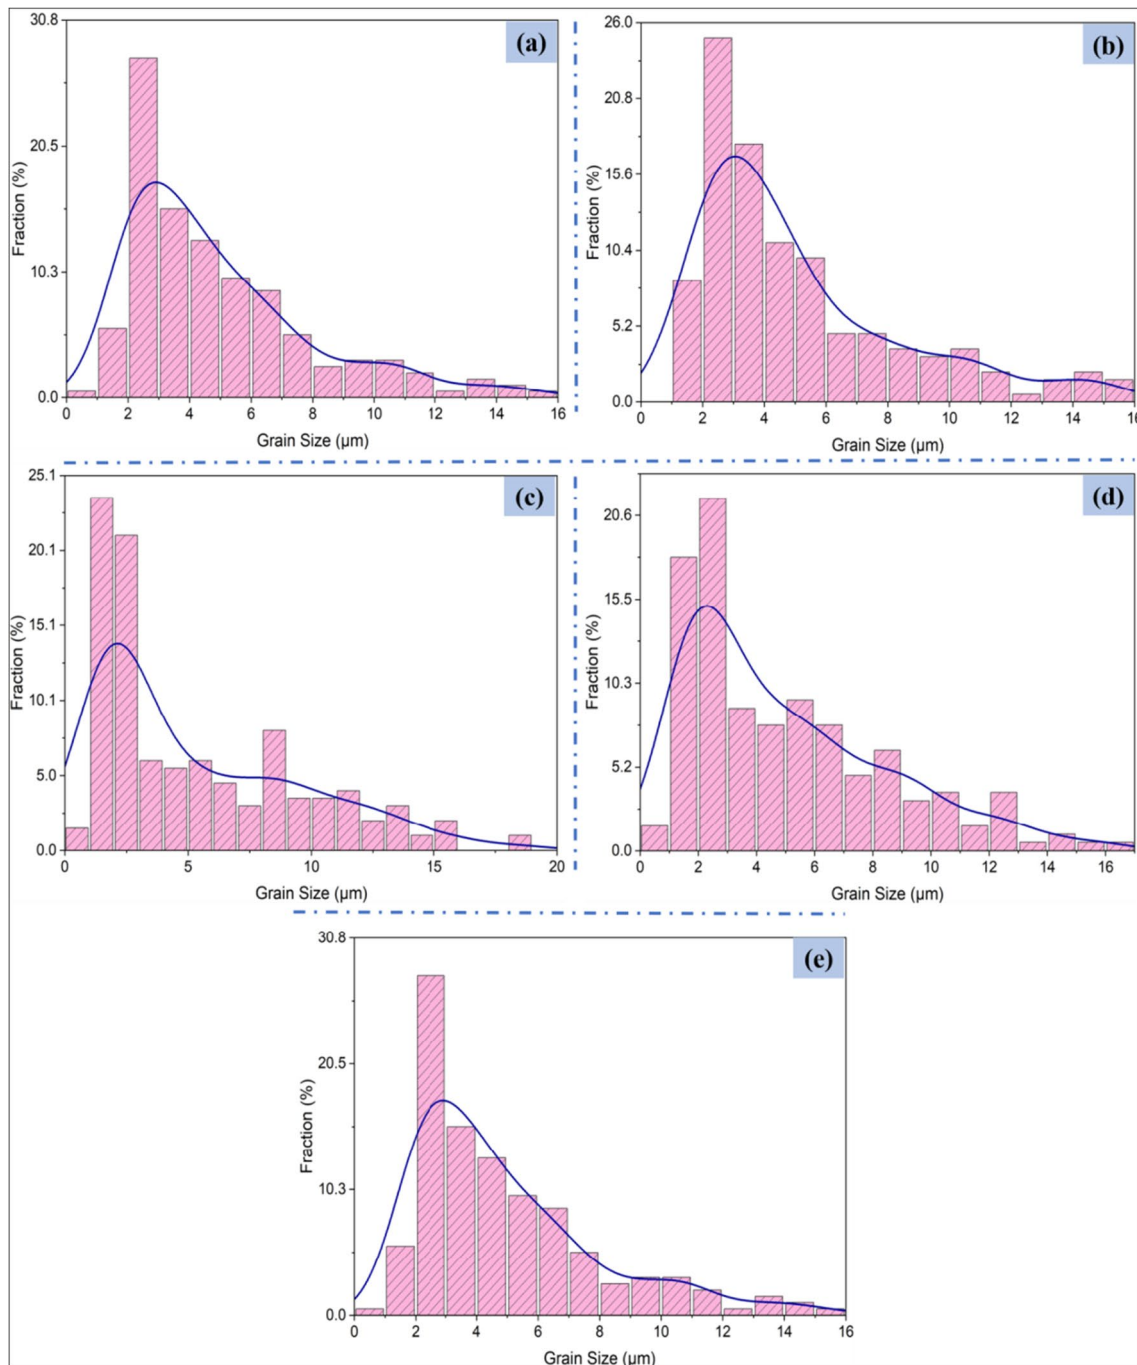 (a)
30.8
20.5
10.3
0.0
Fraction (%)
0 2 4 6 8 10 12 14 16
Grain Size (µm)
(b)
26.0
20.8
15.6
10.4
5.2
0.0
Fraction (%)
0 2 4 6 8 10 12 14 16
Grain Size (µm)
(c)
25.1
20.1
15.1
10.1
5.0
0.0
Fraction (%)
0 5 10 15 20
Grain Size (µm)
(d)
20.6
15.5
10.3
5.2
0.0
Fraction (%)
0 2 4 6 8 10 12 14 16
Grain Size (µm)
(e)
30.8
20.5
10.3
0.0
Fraction (%)
0 2 4 6 8 10 12 14 16
Grain Size (µm)